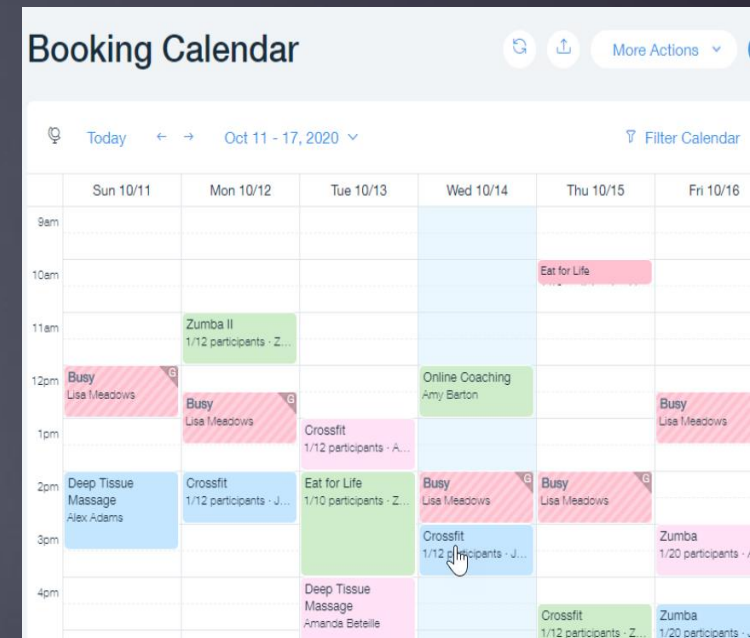 Booking Calendar
More Actions
Today
Oct 11 - 17, 2020
Filter Calendar
Sun 10/11
Mon 10/12
Tue 10/13
Wed 10/14
Thu 10/15
Fri 10/16
9am
10am
Eat for Life
11am
Zumba II
1/12 participants · Z...
12pm
Busy
G
Lisa Meadows
Busy
G
Lisa Meadows
Online Coaching
Amy Barton
Busy
Lisa Meadows
1pm
Crossfit
1/12 participants · A...
2pm
Deep Tissue
Massage
Alex Adams
Crossfit
1/12 participants · J...
Eat for Life
1/10 participants · Z...
Busy
G
Lisa Meadows
Busy
G
Lisa Meadows
3pm
Crossfit
1/12 participants · J...
Zumba
1/20 participants ·
4pm
Deep Tissue
Massage
Amanda Beteille
Crossfit
1/12 participants · Z...
Zumba
1/20 participants